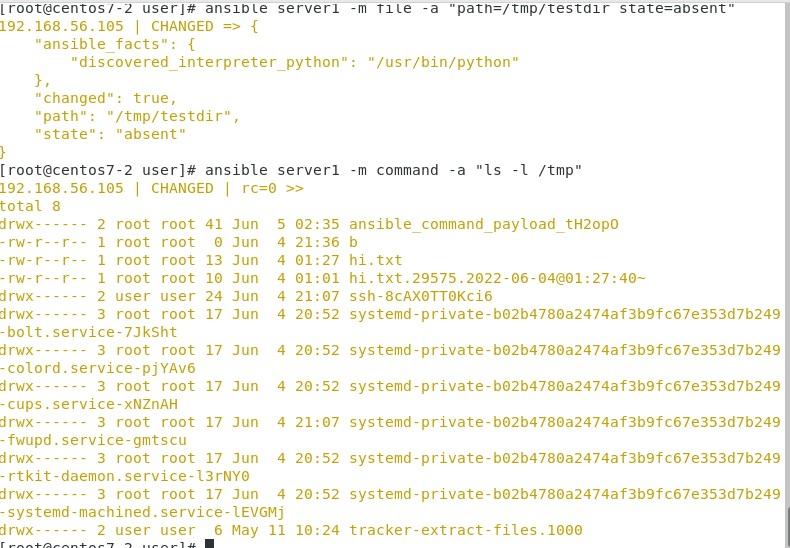 [root@centos7-2 user]# ansible server1 -m file -a "path=/tmp/testdir state=absent"
192.168.56.105 | CHANGED => {
    "ansible_facts": {
        "discovered_interpreter_python": "/usr/bin/python"
    },
    "changed": true,
    "path": "/tmp/testdir",
    "state": "absent"
}
[root@centos7-2 user]# ansible server1 -m command -a "ls -l /tmp"
192.168.56.105 | CHANGED | rc=0 >>
total 8
drwx------ 2 root root 41 Jun  5 02:35 ansible_command_payload_tH2opO
-rw-r--r-- 1 root root  0 Jun  4 21:36 b
-rw-r--r-- 1 root root 13 Jun  4 01:27 hi.txt
-rw-r--r-- 1 root root 10 Jun  4 01:01 hi.txt.29575.2022-06-04@01:27:40~
drwx------ 2 user user 24 Jun  4 21:07 ssh-8cAX0TT0Kci6
drwx------ 3 root root 17 Jun  4 20:52 systemd-private-b02b4780a2474af3b9fc67e353d7b249
-bolt.service-7JkSht
drwx------ 3 root root 17 Jun  4 20:52 systemd-private-b02b4780a2474af3b9fc67e353d7b249
-colord.service-pjYAv6
drwx------ 3 root root 17 Jun  4 20:52 systemd-private-b02b4780a2474af3b9fc67e353d7b249
-cups.service-xNZnAH
drwx------ 3 root root 17 Jun  4 21:07 systemd-private-b02b4780a2474af3b9fc67e353d7b249
-fwupd.service-gmtscu
drwx------ 3 root root 17 Jun  4 20:52 systemd-private-b02b4780a2474af3b9fc67e353d7b249
-rtkit-daemon.service-l3rNY0
drwx------ 3 root root 17 Jun  4 20:52 systemd-private-b02b4780a2474af3b9fc67e353d7b249
-systemd-machined.service-lEVGMj
drwx------ 2 user user  6 May 11 10:24 tracker-extract-files.1000
[root@centos7-2 user]#